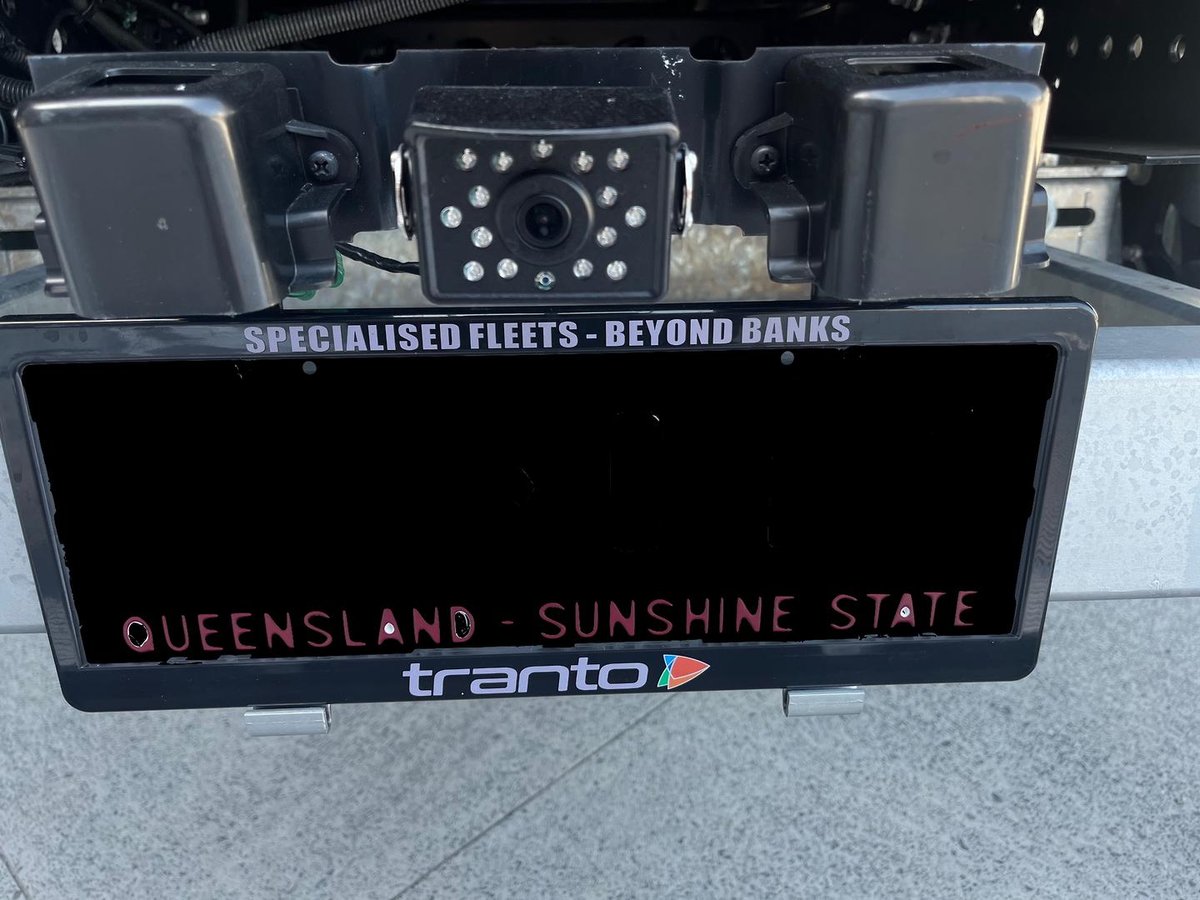 SPECIALISED FLEETS - BEYOND BANKS
QUEENSLAND - SUNSHINE STATE
tranto